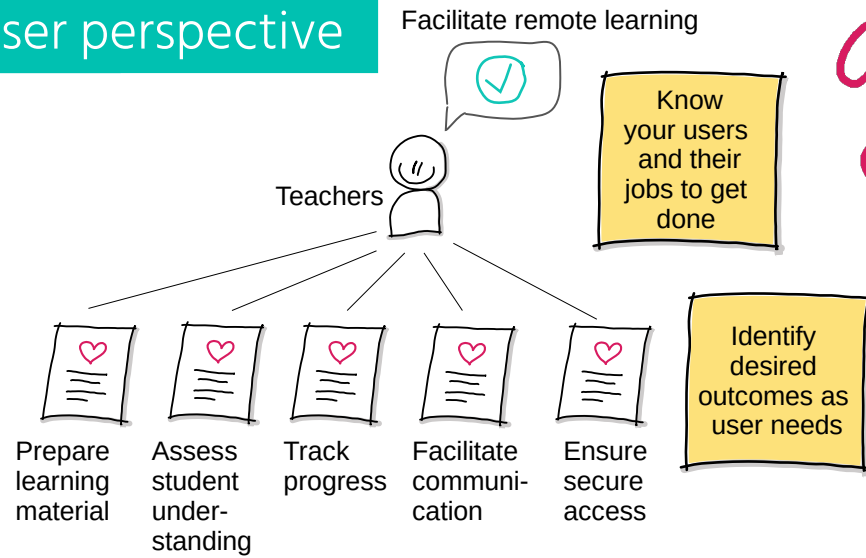 ser perspective
Facilitate remote learning
Know
your users
and their
jobs to get
done
Teachers
Identify
desired
outcomes as
user needs
Prepare
learning
material
Assess
student
under-
standing
Track
progress
Facilitate
communi-
cation
Ensure
secure
access